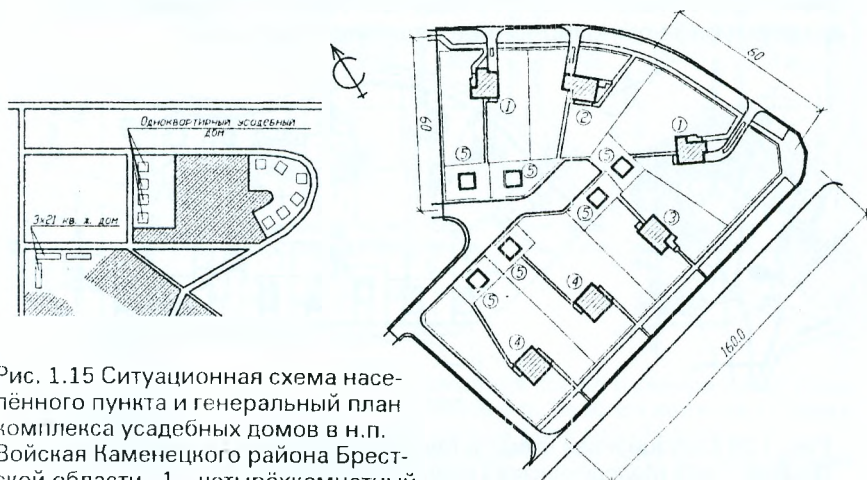 Одноквартирный усадебный
дом
3х21 кв. ж. дом
60
60
160.0
1
2
1
5
5
5
5
3
5
4
5
4
Рис. 1.15 Ситуационная схема насе-
лённого пункта и генеральный план
комплекса усадебных домов в н.п.
Войская Каменецкого района Брест-
ской области. 1 – четырёхкомнатный